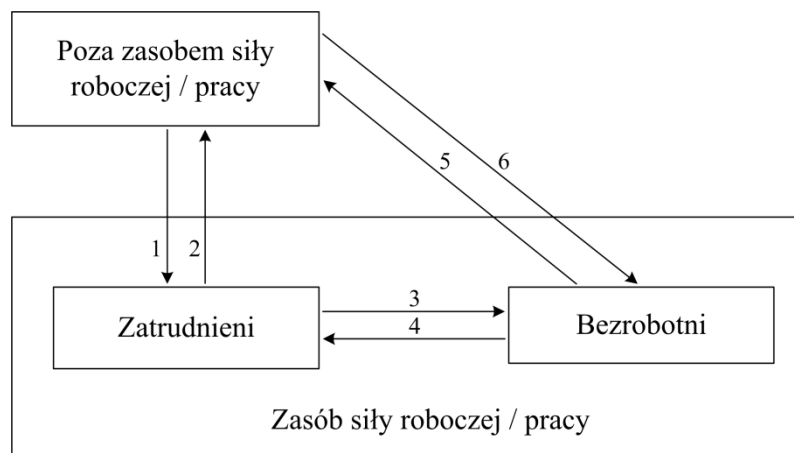 Poza zasobem siły
roboczej / pracy
5
6
1
2
3
4
Zatrudnieni
Bezrobotni
Zasób siły roboczej / pracy